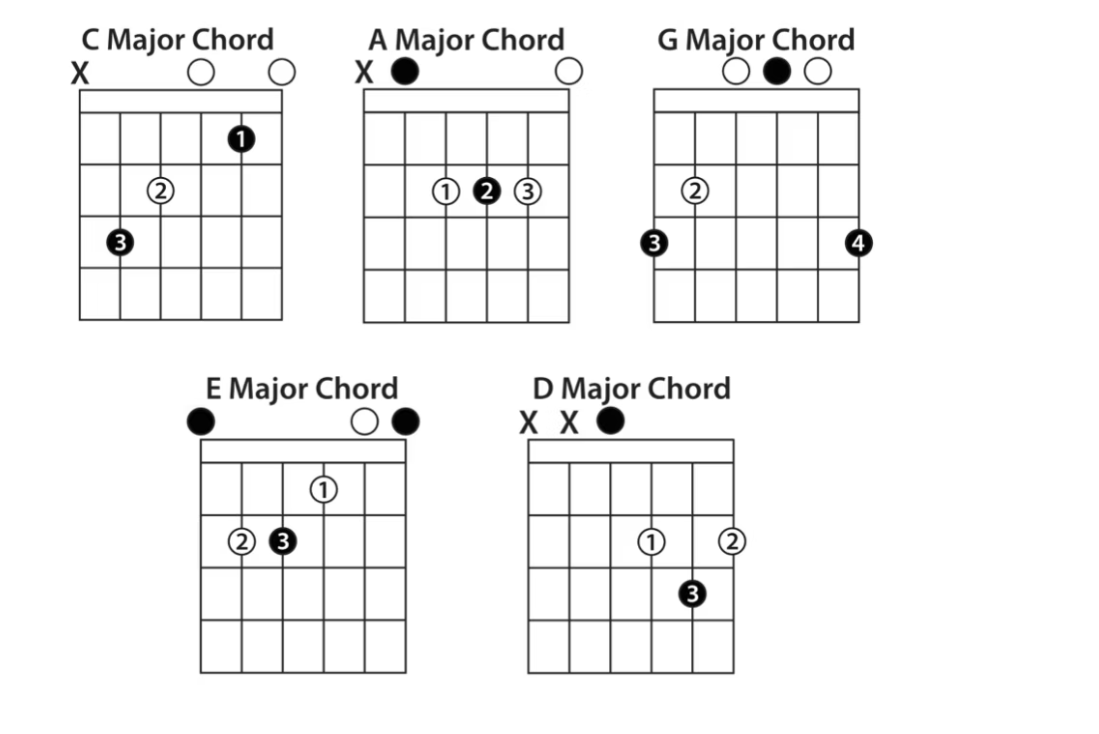 C Major Chord
X
1
2
3
A Major Chord
X
1 2 3
G Major Chord
2
3 4
E Major Chord
1
2 3
D Major Chord
X X
1 2
3